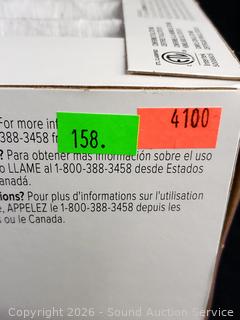 For more inf
388-3458 f
158.
4100
? Para obtener más información sobre el uso
o LLAME al 1-800-388-3458 desde Estados
anadá.
ions? Pour plus d'informations sur l'utilisation
, APPELEZ le 1-800-388-3458 depuis les
s ou le Canada.
Copyright 2026 - Sound Auction Service